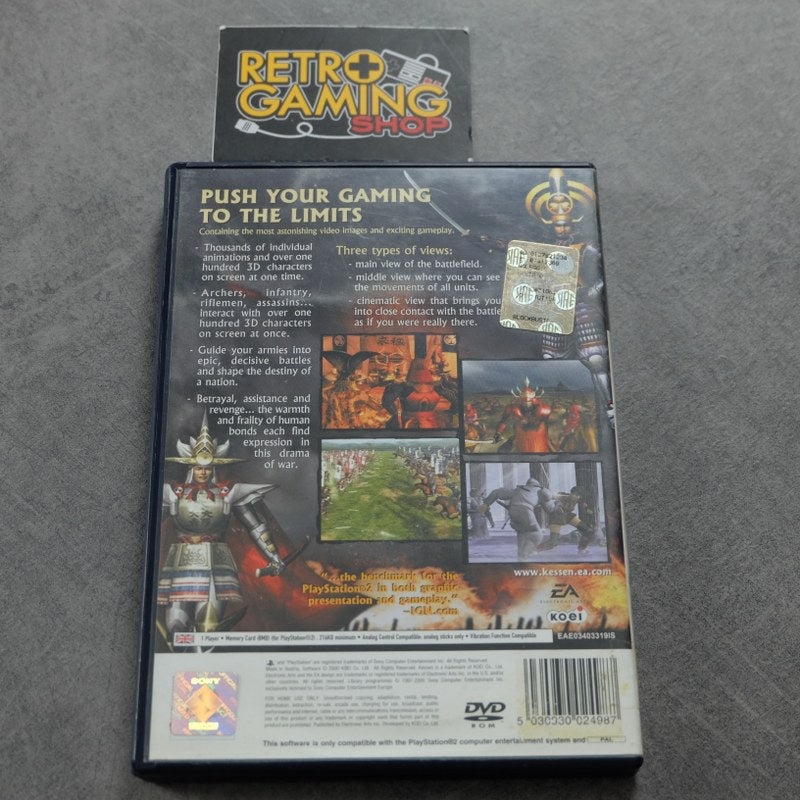 RETRO
GAMING
SHOP
PUSH YOUR GAMING
TO THE LIMITS
Containing the most astonishing video images and exciting gameplay.
- Thousands of individual
animations and over one
hundred 3D characters
on screen at one time.
- Archers, infantry,
riflemen, assassins...
interact with over one
hundred 3D characters
on screen at once.
- Guide your armies into
epic, decisive battles
and shape the destiny of
a nation.
- Betrayal, assistance and
revenge... the warmth
and frailty of human
bonds each find
expression in
this drama
of war.
Three types of views:
- main view of the battlefield.
- middle view where you can see
the movements of all units.
- cinematic view that brings you
into close contact with the battle
as if you were really there.
"...the benchmark for the
PlayStation®2 in both graphic
presentation and gameplay."
–IGN.com
www.kessen.ea.com
EA
KOEI
1 Player • Memory Card (8MB) (for PlayStation®2) : 216KB minimum • Analog Control Compatible: analog sticks only • Vibration Function Compatible
EAE03403319IS
SONY
DVD
ROM
5 030930 024987
This software is only compatible with the PlayStation®2 computer entertainment system and
PAL